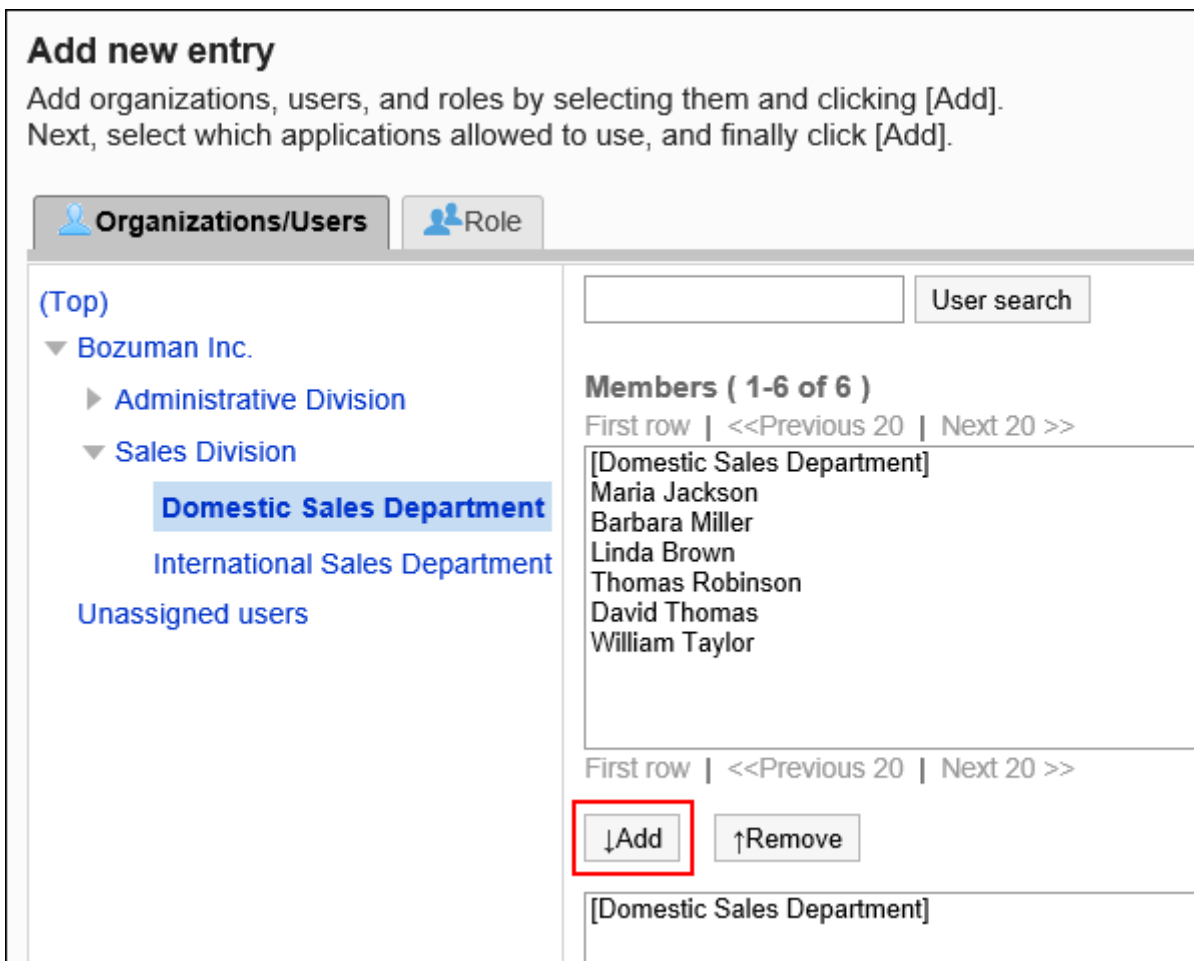 Add new entry
Add organizations, users, and roles by selecting them and clicking [Add].
Next, select which applications allowed to use, and finally click [Add].
Organizations/Users
Role
(Top)
Bozuman Inc.
Administrative Division
Sales Division
Domestic Sales Department
International Sales Department
Unassigned users
User search
Members ( 1-6 of 6 )
First row | <<Previous 20 | Next 20 >>
[Domestic Sales Department]
Maria Jackson
Barbara Miller
Linda Brown
Thomas Robinson
David Thomas
William Taylor
First row | <<Previous 20 | Next 20 >>
↓Add ↑Remove
[Domestic Sales Department]